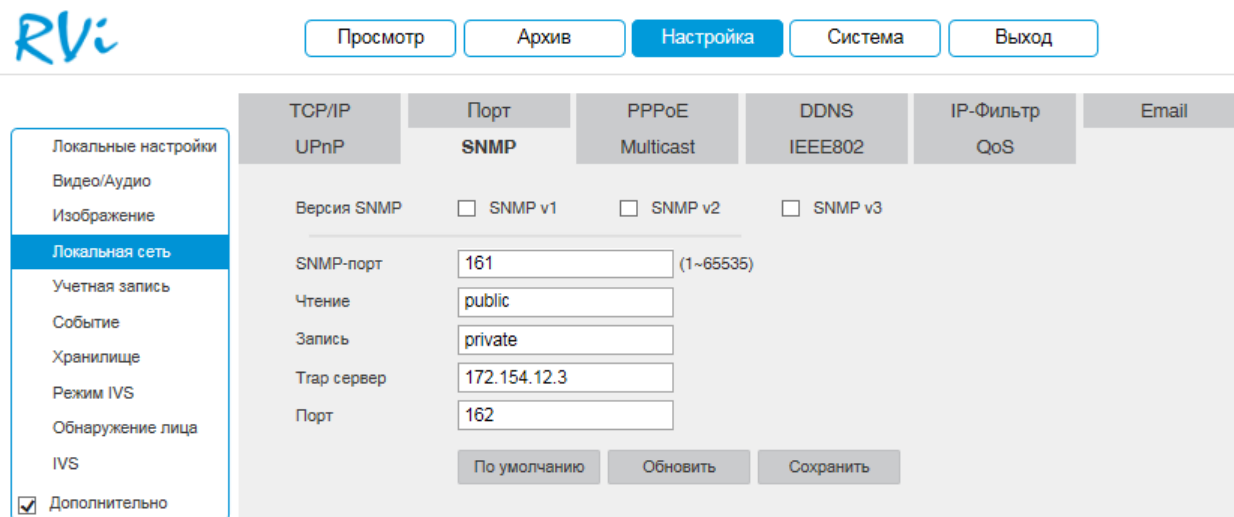 RVi
Просмотр Архив Настройка Система Выход
TCP/IP Порт PPPoE DDNS IP-Фильтр Email
UPnP SNMP Multicast IEEE802 QoS
Локальные настройки
Видео/Аудио
Изображение
Локальная сеть
Учетная запись
Событие
Хранилище
Режим IVS
Обнаружение лица
IVS
Дополнительно
Версия SNMP SNMP v1 SNMP v2 SNMP v3
SNMP-порт 161 (1~65535)
Чтение public
Запись private
Trap сервер 172.154.12.3
Порт 162
По умолчанию Обновить Сохранить